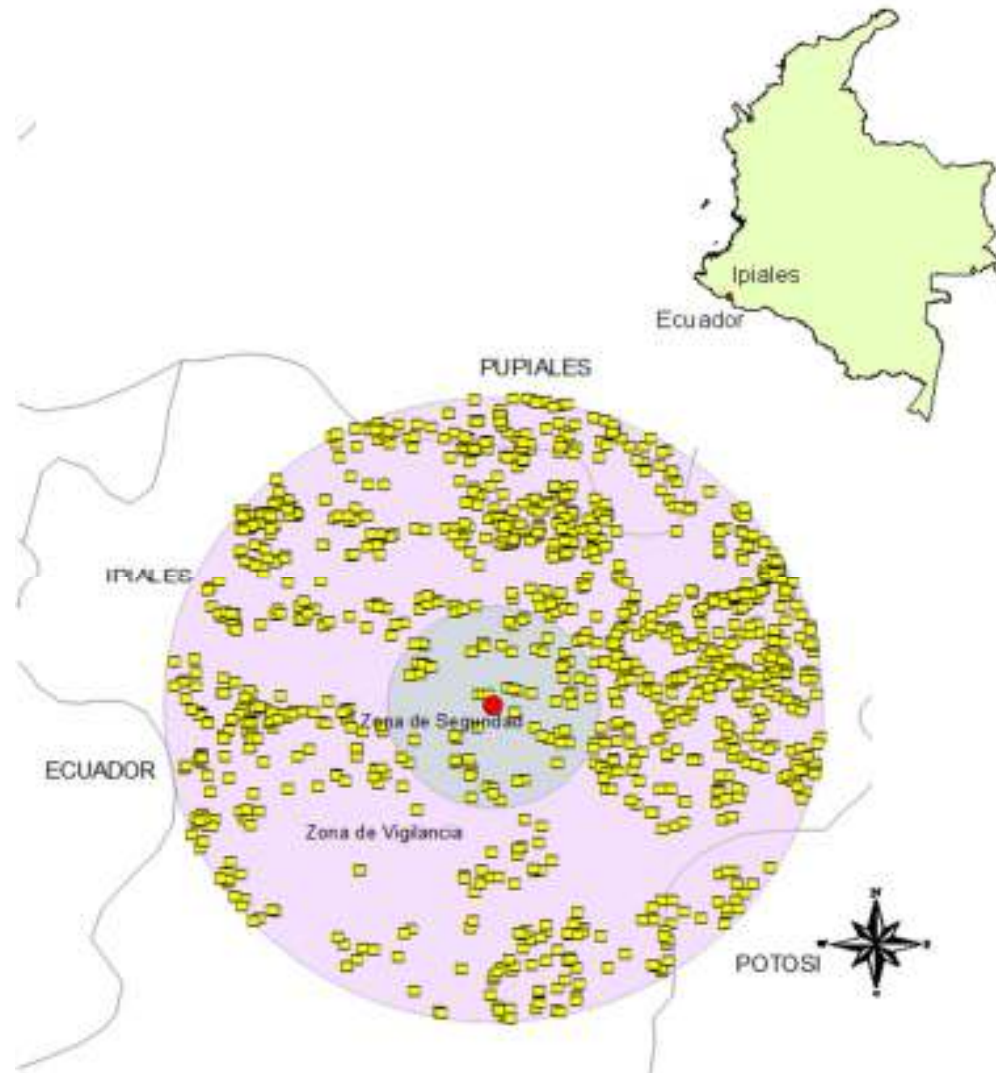 Ipiales
Ecuador
PUPIALES
IPIALES
Zona de Seguridad
ECUADOR
Zona de Vigilancia
N
W
E
S
POTOSI